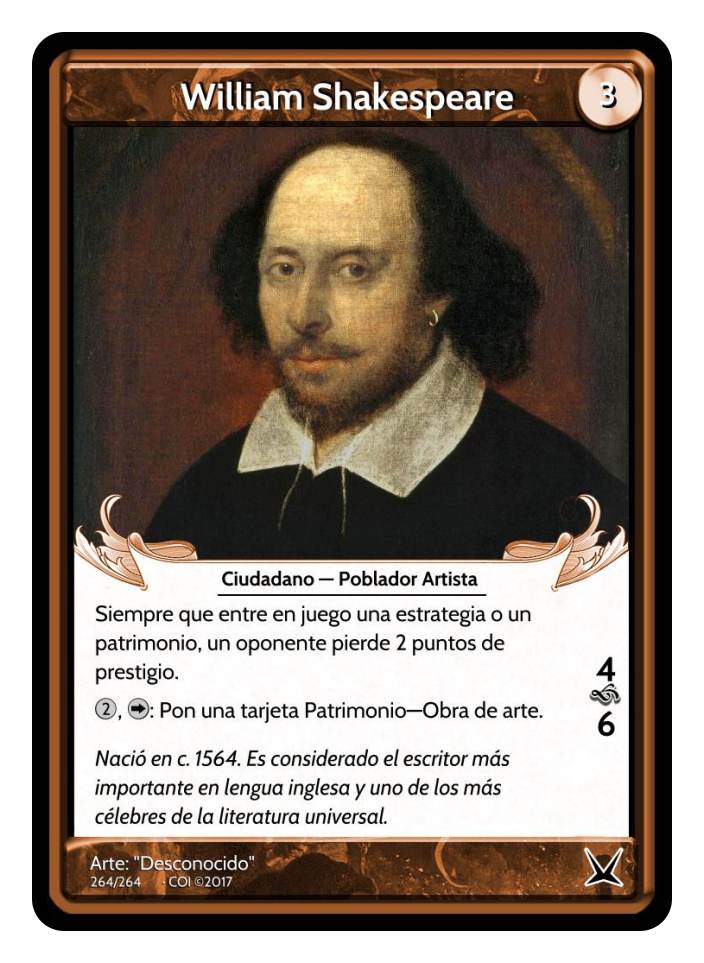 William Shakespeare
3
Ciudadano — Poblador Artista
Siempre que entre en juego una estrategia o un
patrimonio, un oponente pierde 2 puntos de
prestigio.
2, ➡: Pon una tarjeta Patrimonio—Obra de arte.
4
6
Nació en c. 1564. Es considerado el escritor más
importante en lengua inglesa y uno de los más
célebres de la literatura universal.
Arte: "Desconocido"
264/264 · COI ©2017